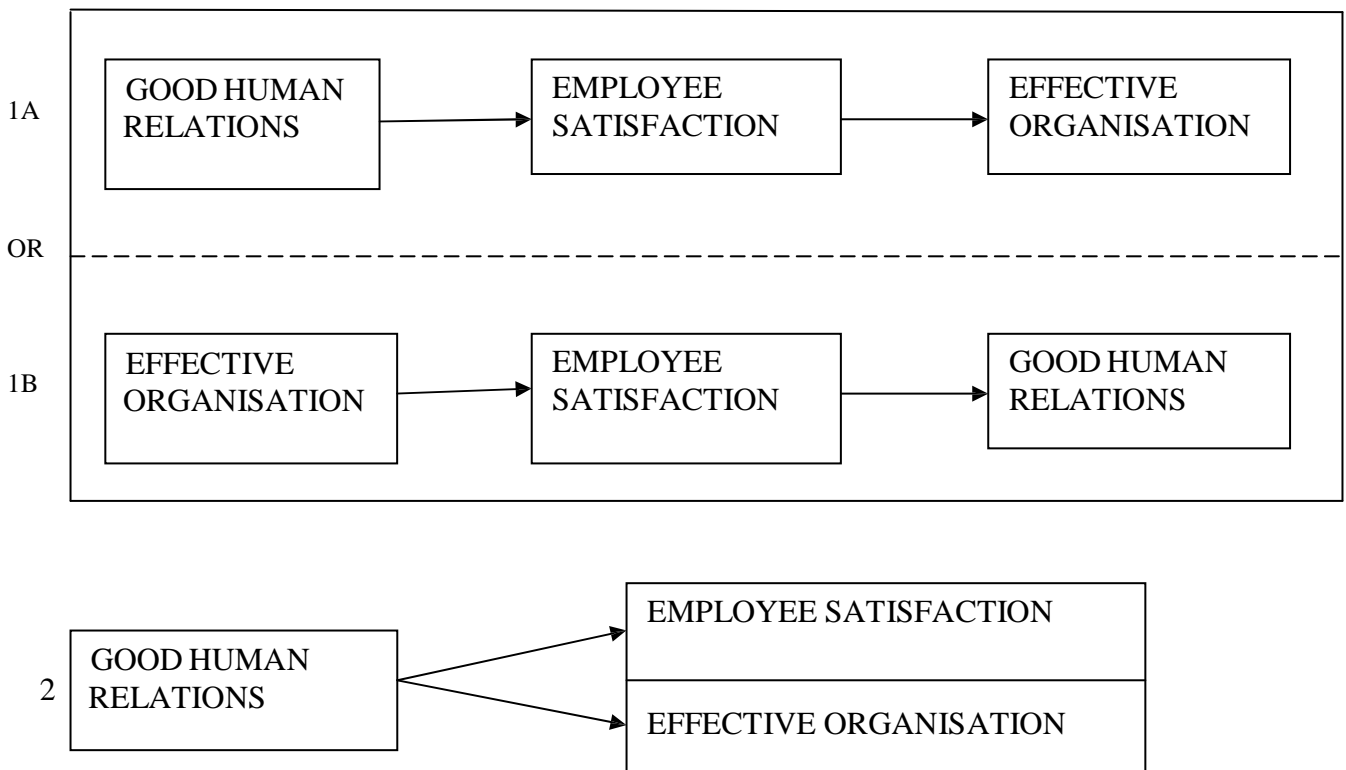 1A
GOOD HUMAN
RELATIONS
EMPLOYEE
SATISFACTION
EFFECTIVE
ORGANISATION
OR
1B
EFFECTIVE
ORGANISATION
EMPLOYEE
SATISFACTION
GOOD HUMAN
RELATIONS
2
GOOD HUMAN
RELATIONS
EMPLOYEE SATISFACTION
EFFECTIVE ORGANISATION